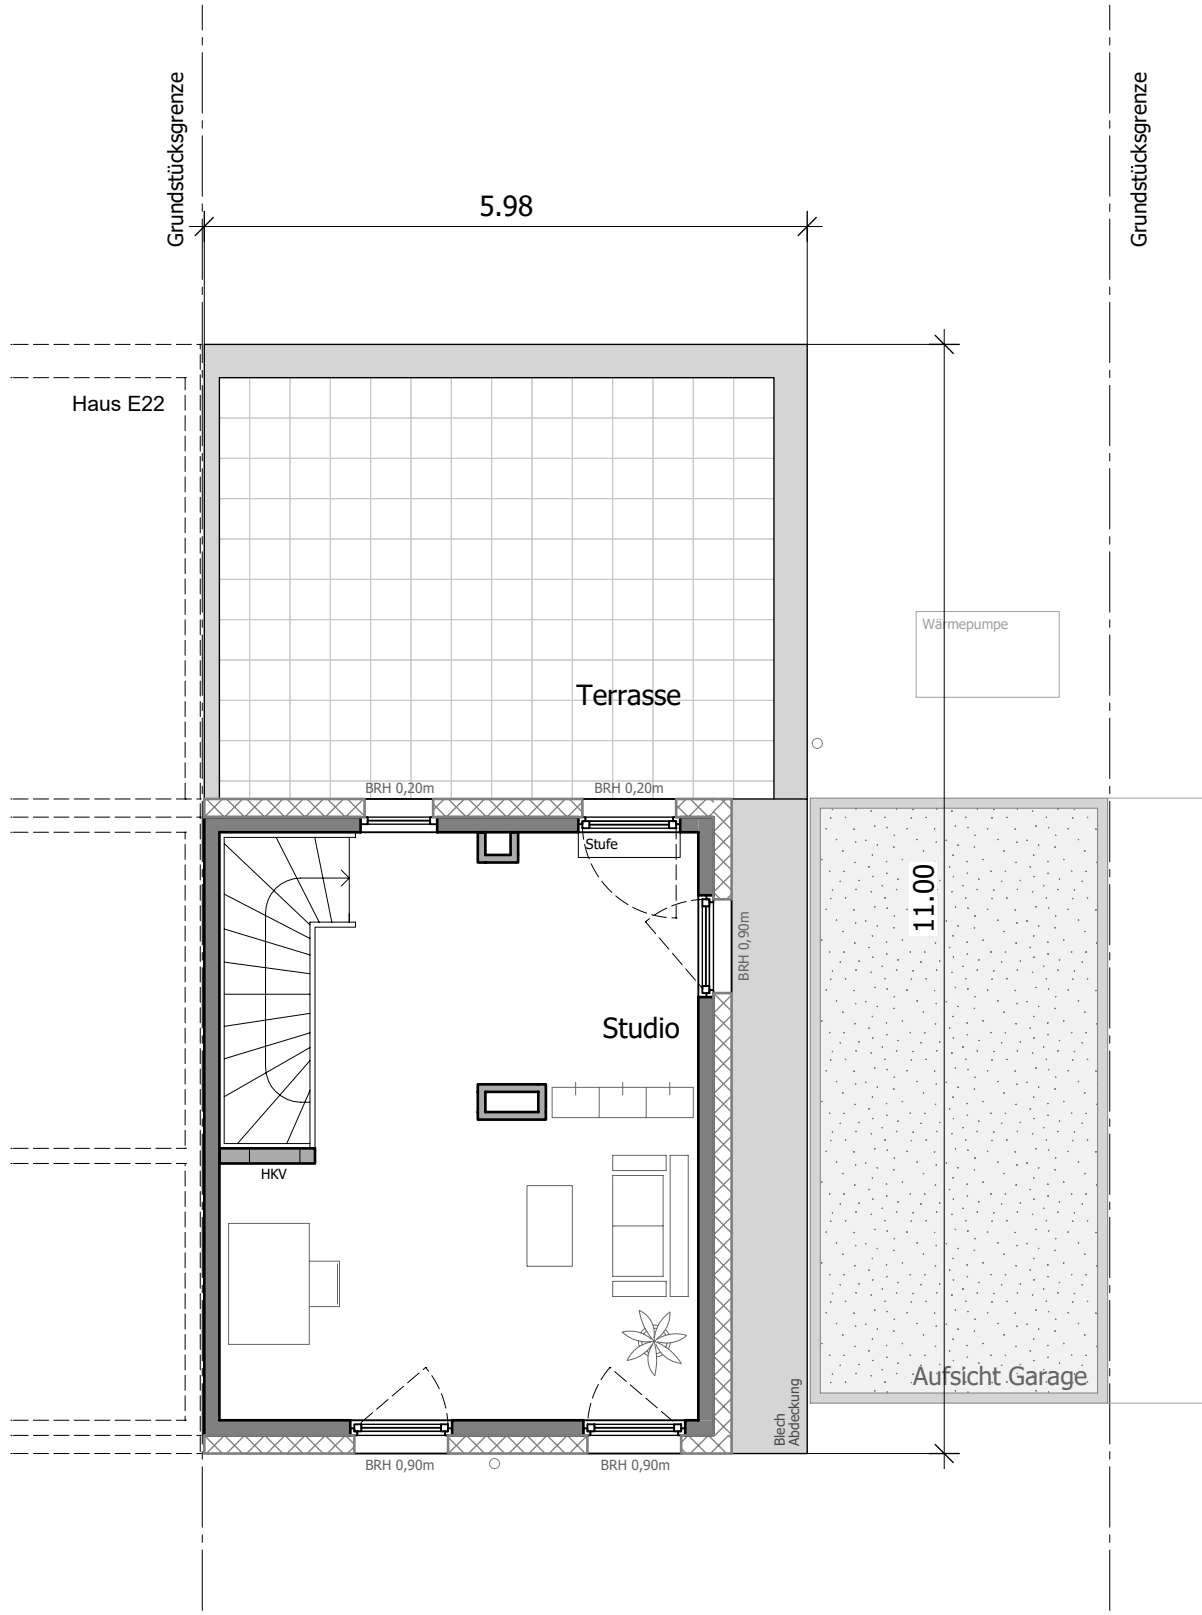 Grundstücksgrenze
Grundstücksgrenze
5.98
Haus E22
Wärmepumpe
Terrasse
BRH 0,20m
BRH 0,20m
Stufe
11.00
BRH 0,90m
Studio
HKV
Aufsicht Garage
Blech
Abdeckung
BRH 0,90m
BRH 0,90m